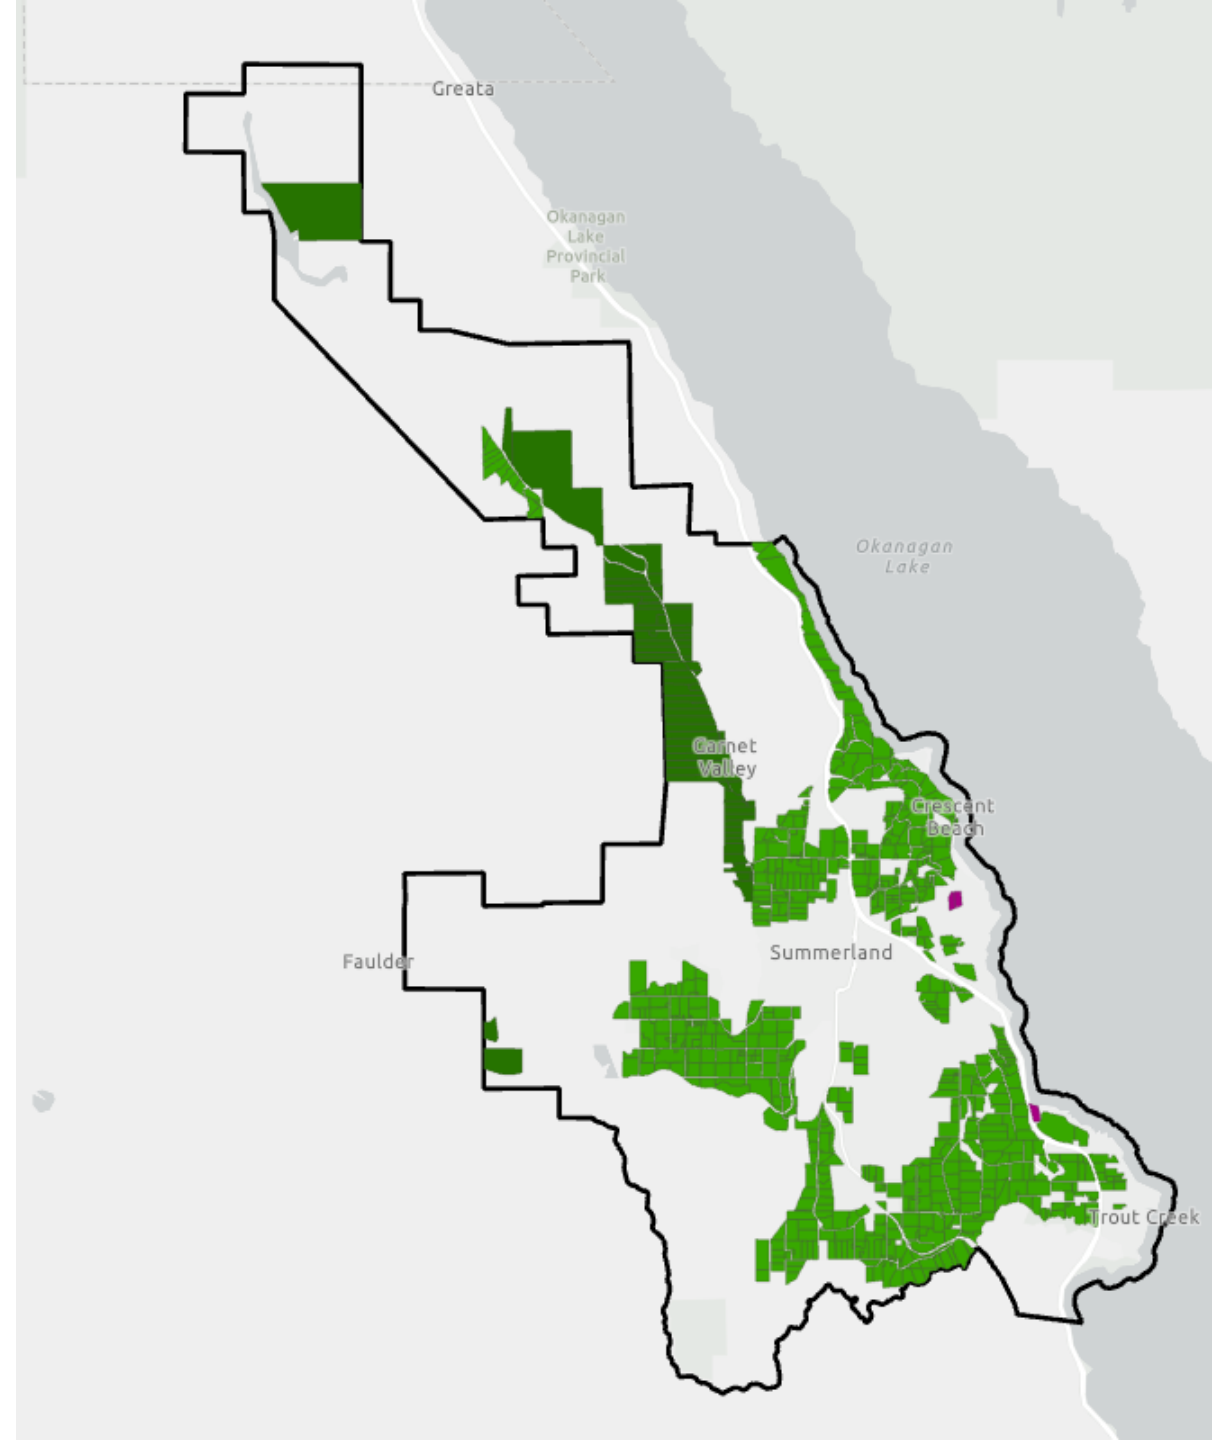 Greata
Okanagan
Lake
Provincial
Park
Okanagan
Lake
Garnet
Valley
Crescent
Beach
Summerland
Faulder
Trout Creek